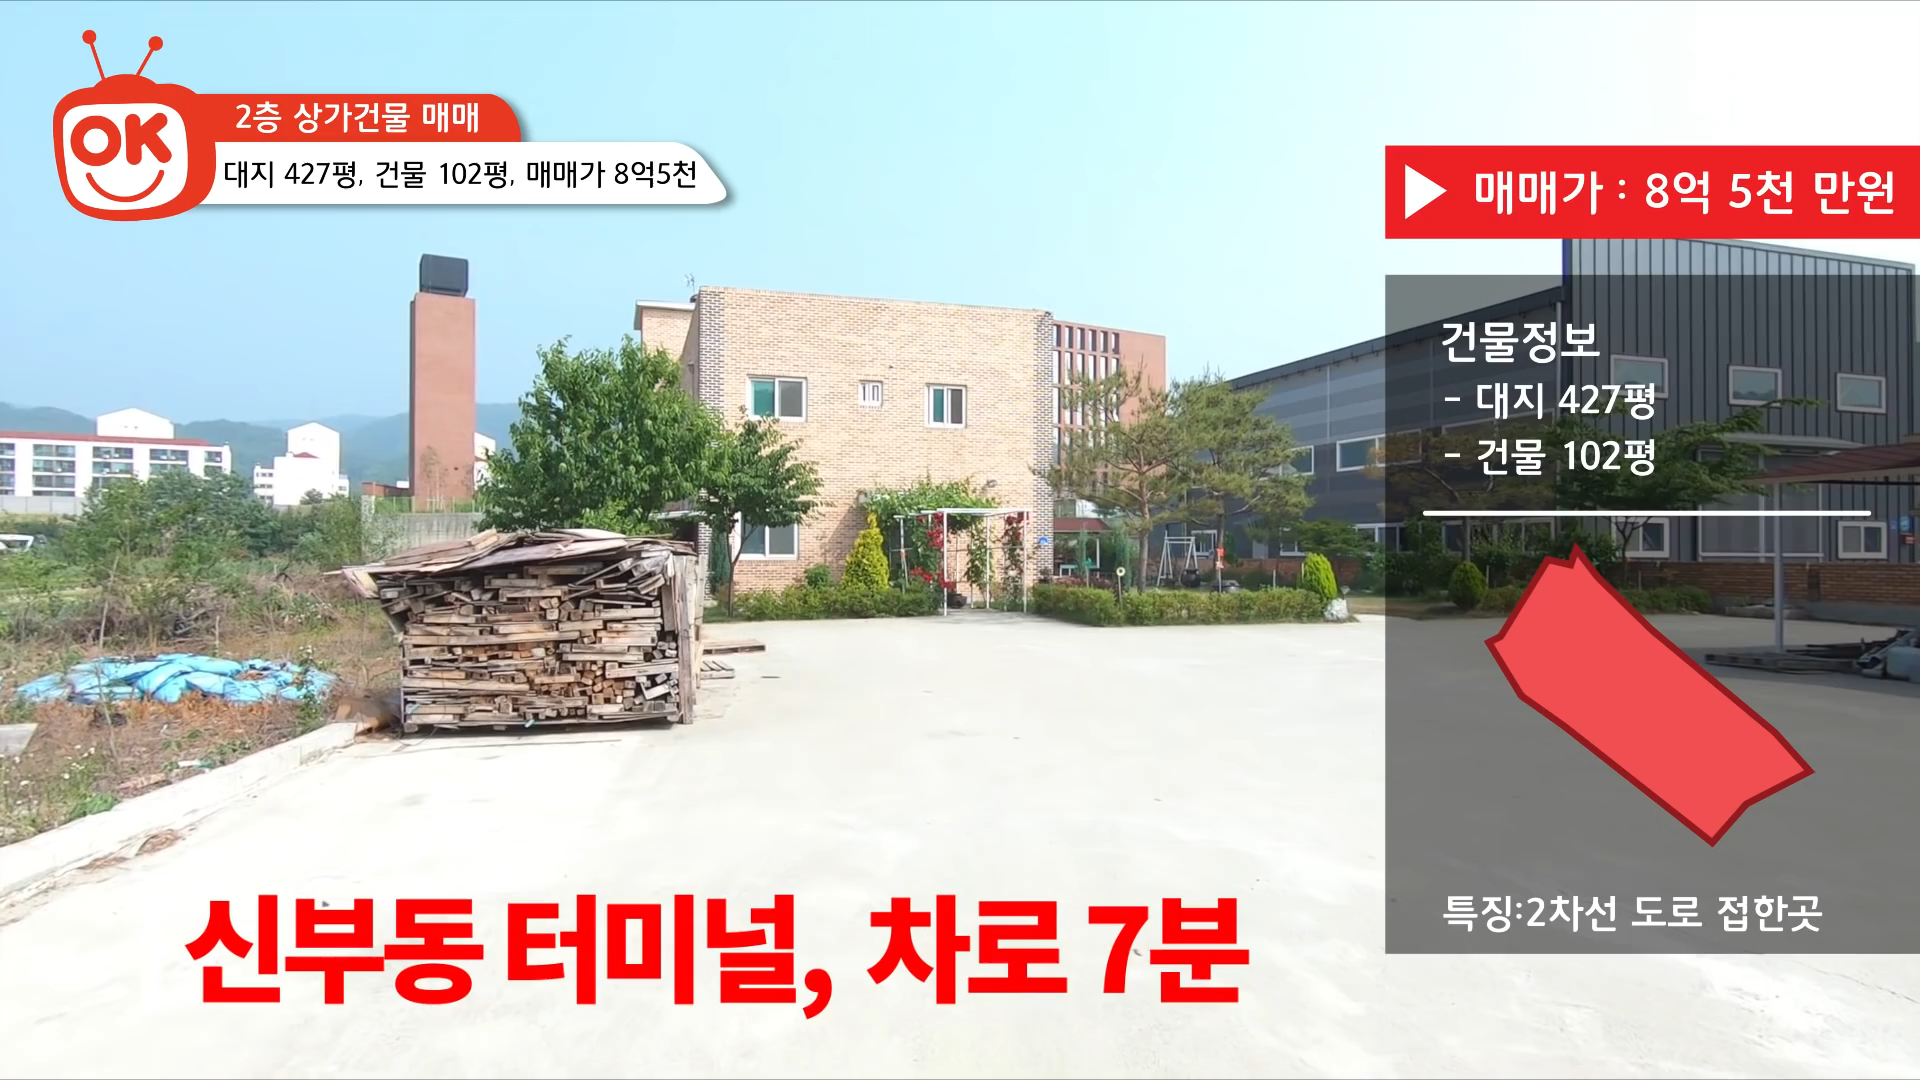 OK
2층 상가건물 매매
대지 427평, 건물 102평, 매매가 8억5천
매매가 : 8억 5천 만원
건물정보
- 대지 427평
- 건물 102평
특징:2차선 도로 접한곳
신부동 터미널, 차로 7분